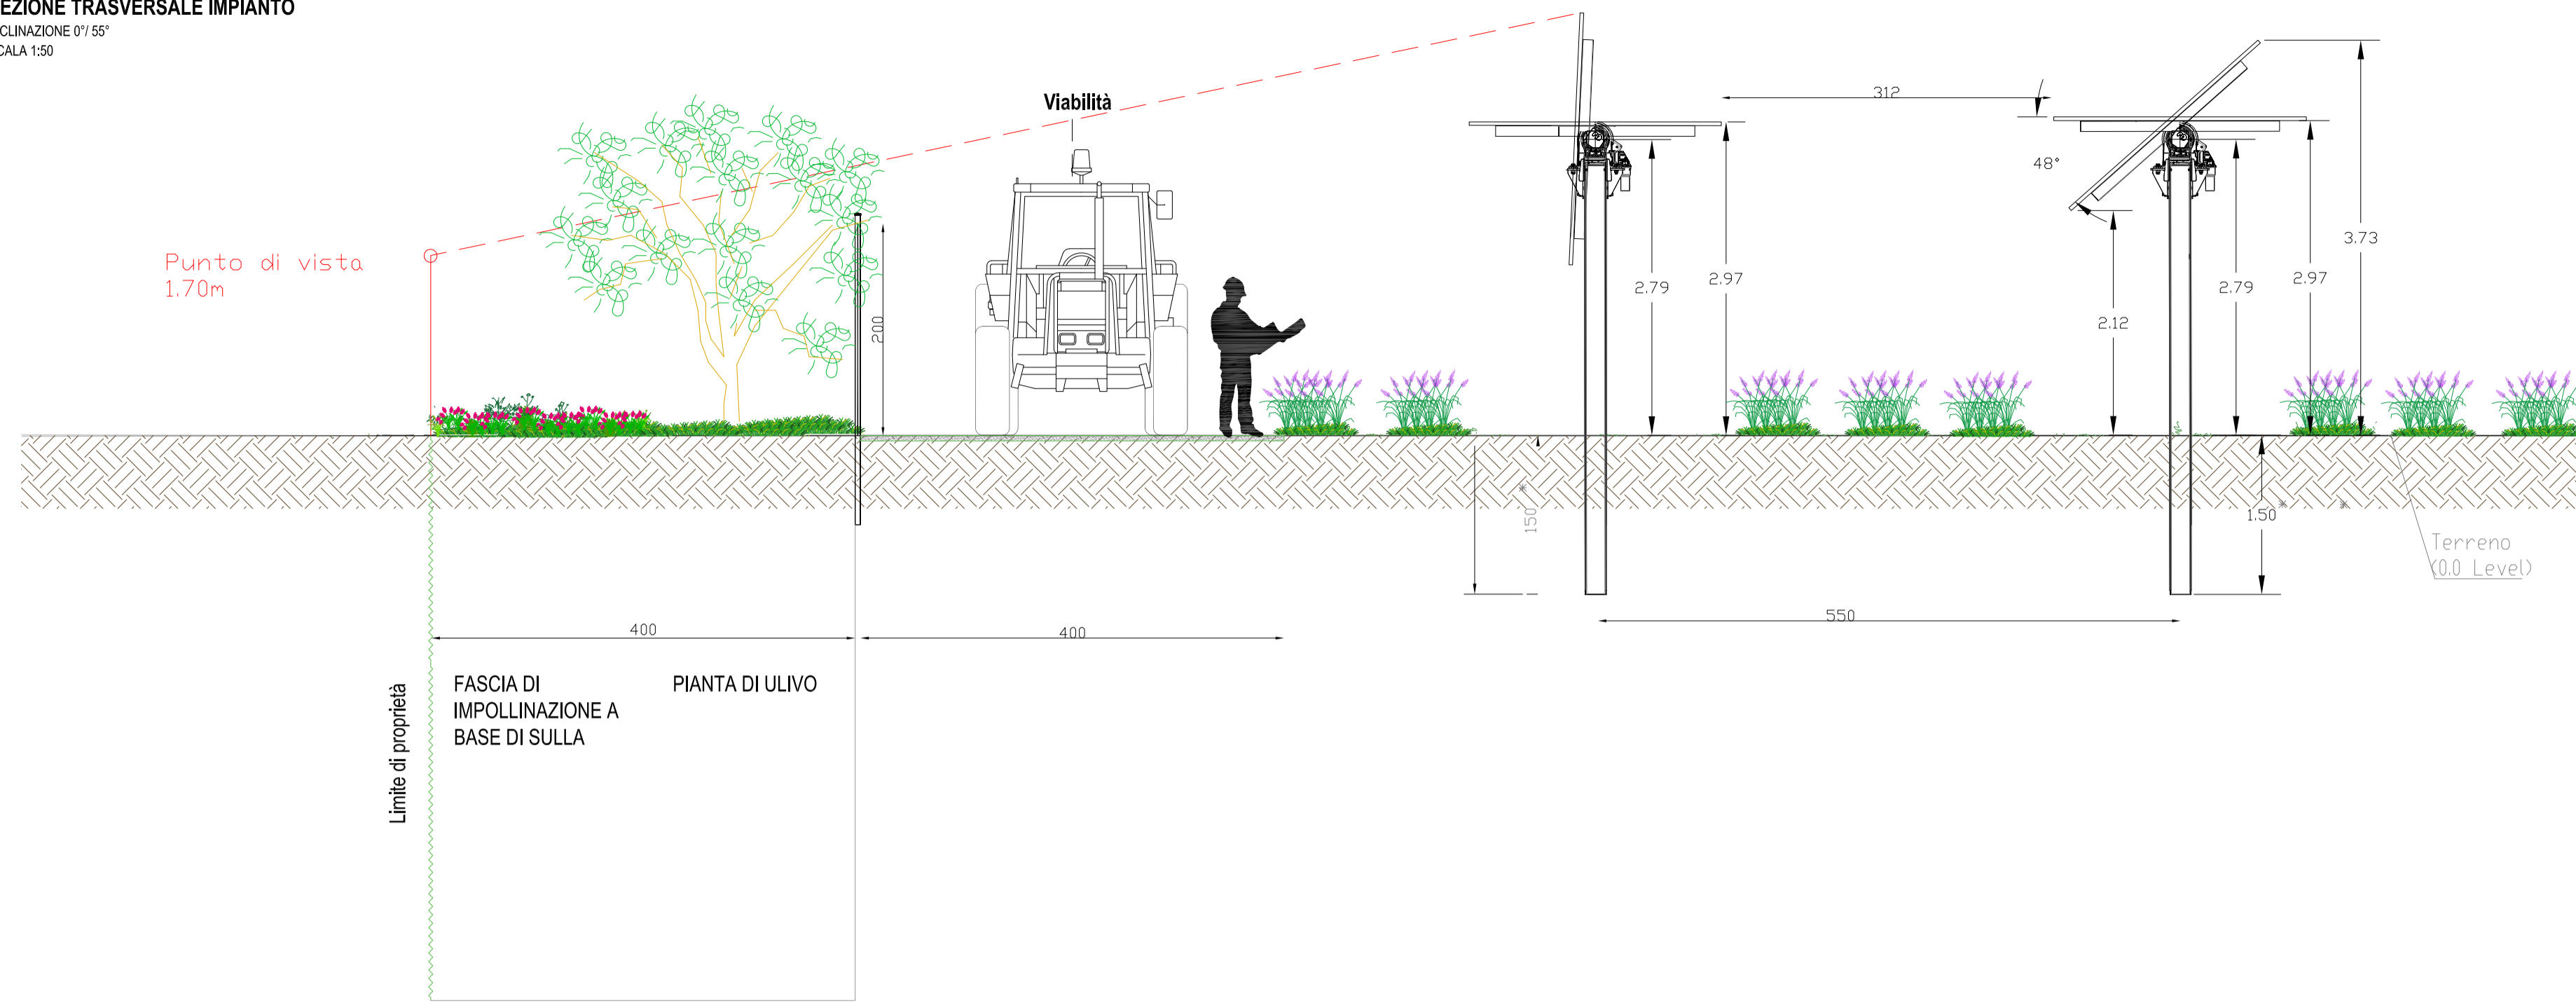 EZIONE TRASVERSALE IMPIANTO
CLINAZIONE 0°/ 55°
CALA 1:50
Viabilità
Punto di vista
1.70m
200
312
48°
2.79
2.97
2.12
2.79
2.97
3.73
150
1.50
Terreno
(0.0 Level)
550
400
400
Limite di proprietà
FASCIA DI
IMPOLLINAZIONE A
BASE DI SULLA
PIANTA DI ULIVO